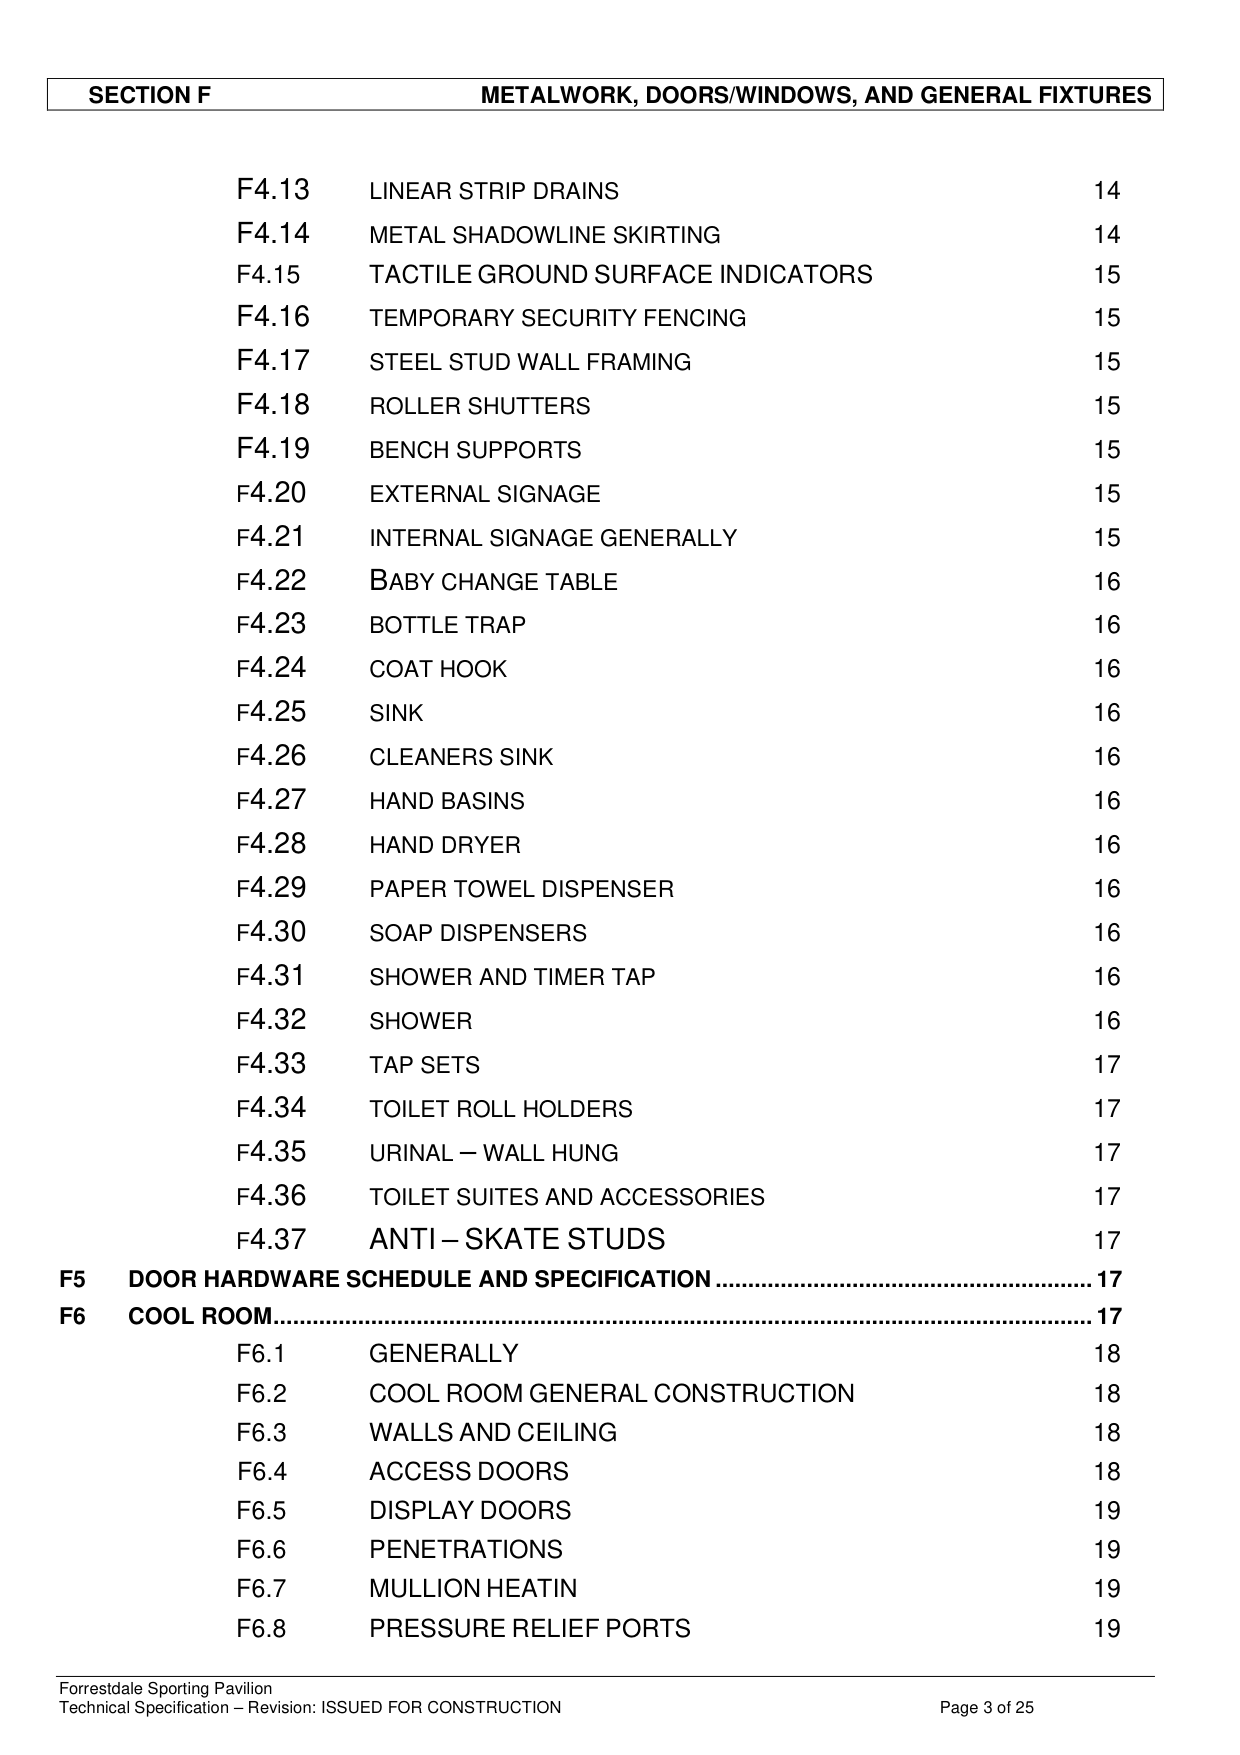 SECTION F METALWORK, DOORS/WINDOWS, AND GENERAL FIXTURES
F4.13 LINEAR STRIP DRAINS 14
F4.14 METAL SHADOWLINE SKIRTING 14
F4.15 TACTILE GROUND SURFACE INDICATORS 15
F4.16 TEMPORARY SECURITY FENCING 15
F4.17 STEEL STUD WALL FRAMING 15
F4.18 ROLLER SHUTTERS 15
F4.19 BENCH SUPPORTS 15
F4.20 EXTERNAL SIGNAGE 15
F4.21 INTERNAL SIGNAGE GENERALLY 15
F4.22 BABY CHANGE TABLE 16
F4.23 BOTTLE TRAP 16
F4.24 COAT HOOK 16
F4.25 SINK 16
F4.26 CLEANERS SINK 16
F4.27 HAND BASINS 16
F4.28 HAND DRYER 16
F4.29 PAPER TOWEL DISPENSER 16
F4.30 SOAP DISPENSERS 16
F4.31 SHOWER AND TIMER TAP 16
F4.32 SHOWER 16
F4.33 TAP SETS 17
F4.34 TOILET ROLL HOLDERS 17
F4.35 URINAL – WALL HUNG 17
F4.36 TOILET SUITES AND ACCESSORIES 17
F4.37 ANTI – SKATE STUDS 17
F5 DOOR HARDWARE SCHEDULE AND SPECIFICATION .......................................................... 17
F6 COOL ROOM............................................................................................................................... 17
F6.1 GENERALLY 18
F6.2 COOL ROOM GENERAL CONSTRUCTION 18
F6.3 WALLS AND CEILING 18
F6.4 ACCESS DOORS 18
F6.5 DISPLAY DOORS 19
F6.6 PENETRATIONS 19
F6.7 MULLION HEATIN 19
F6.8 PRESSURE RELIEF PORTS 19
Forrestdale Sporting Pavilion
Technical Specification – Revision: ISSUED FOR CONSTRUCTION Page 3 of 25